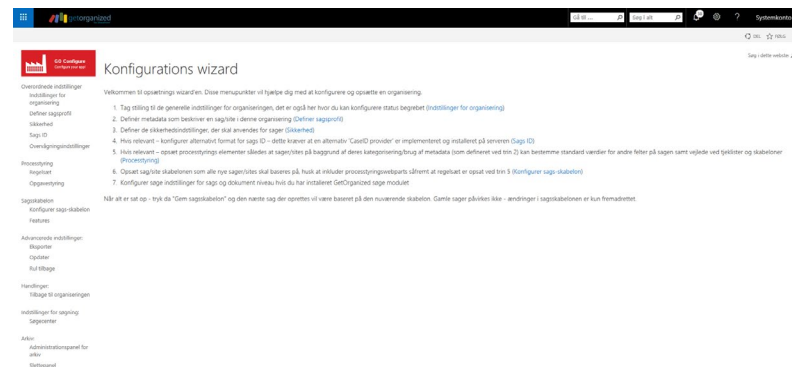 getorganized
Gå til ...
Søg i alt
?
Systemkonto
DEL
FØLG
Søg i dette website
GO Configure
Configure your app!
Konfigurations wizard
Overordnede indstillinger
Indstillinger for
organisering
Definer sagsprofil
Sikkerhed
Sags ID
Overvågningsindstillinger
Processtyring
Regelsæt
Opgavestyring
Sagsskabelon
Konfigurer sags-skabelon
Features
Advancerede indstillinger
Eksporter
Opdater
Rul tilbage
Handlinger:
Tilbage til organiseringen
Indstillinger for søgning:
Søgecenter
Arkiv
Administrationspanel for
arkiv
Slettepanel
Velkommen til opsætnings wizard'en. Disse menupunkter vil hjælpe dig med at konfigurere og opsætte en organisering.
1. Tag stilling til de generelle indstillinger for organiseringen, det er også her hvor du kan konfigurere status begrebet (Indstillinger for organisering)
2. Definér metadata som beskriver en sag/site i denne organisering (Definer sagsprofil)
3. Definer de sikkerhedsindstillinger, der skal anvendes for sager (Sikkerhed)
4. Hvis relevant – konfigurer alternativt format for sags ID – dette kræver at en alternativ 'CaseID provider' er implementeret og installeret på serveren (Sags ID)
5. Hvis relevant – opsæt processtyrings elementer således at sager/sites på baggrund af deres kategorisering/brug af metadata (som defineret ved trin 2) kan bestemme standard værdier for andre felter på sagen samt vejlede ved tjeklister og skabeloner
(Processtyring)
6. Opsæt sag/site skabelonen som alle nye sager/sites skal baseres på, husk at inkluder processtyringswebparts såfremt at regelsæt er opsat ved trin 5 (Konfigurer sags-skabelon)
7. Konfigurer søge indstillinger for sags og dokument niveau hvis du har installeret GetOrganized søge modulet
Når alt er sat op - tryk da "Gem sagsskabelon" og den næste sag der oprettes vil være baseret på den nuværende skabelon. Gamle sager påvirkes ikke - ændringer i sagsskabelonen er kun fremadrettet.